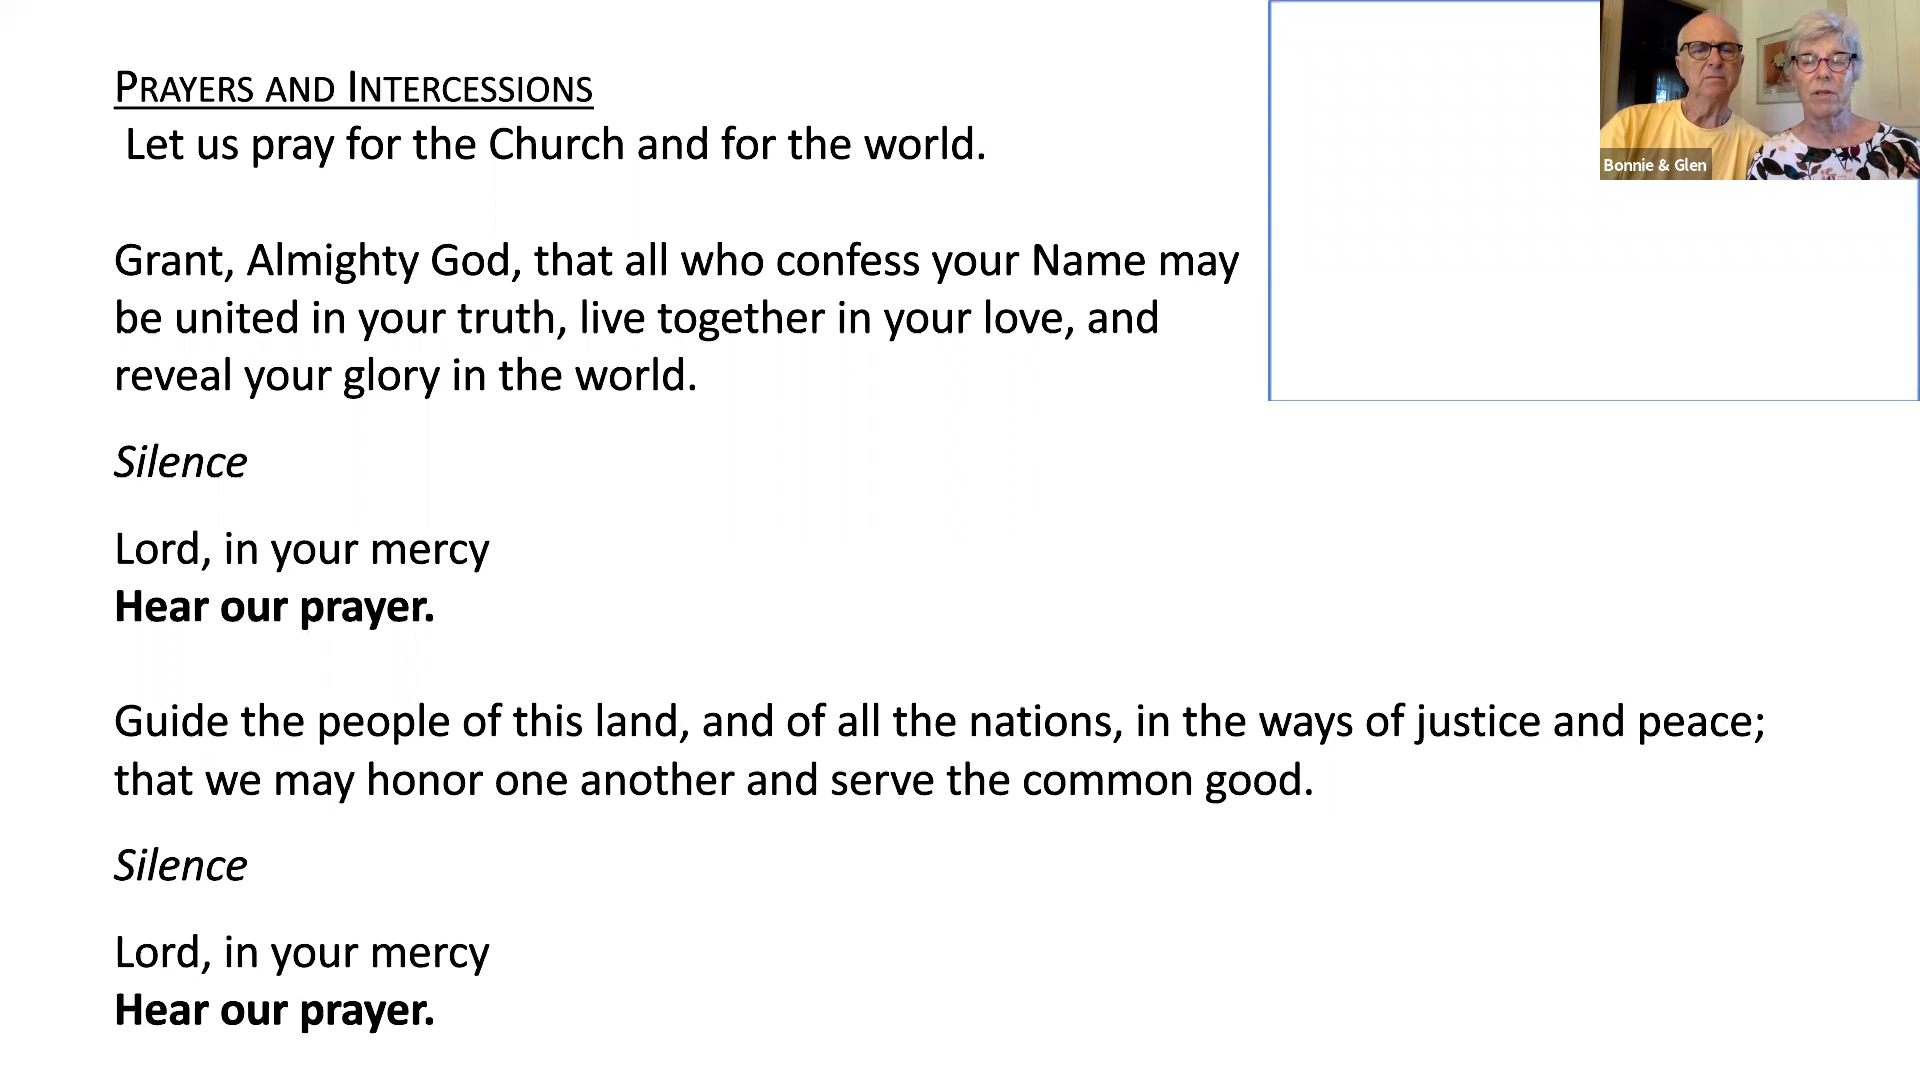 PRAYERS AND INTERCESSIONS
Let us pray for the Church and for the world.
Grant, Almighty God, that all who confess your Name may
be united in your truth, live together in your love, and
reveal your glory in the world.
Silence
Lord, in your mercy
Hear our prayer.
Guide the people of this land, and of all the nations, in the ways of justice and peace;
that we may honor one another and serve the common good.
Silence
Lord, in your mercy
Hear our prayer.
Bonnie & Glen